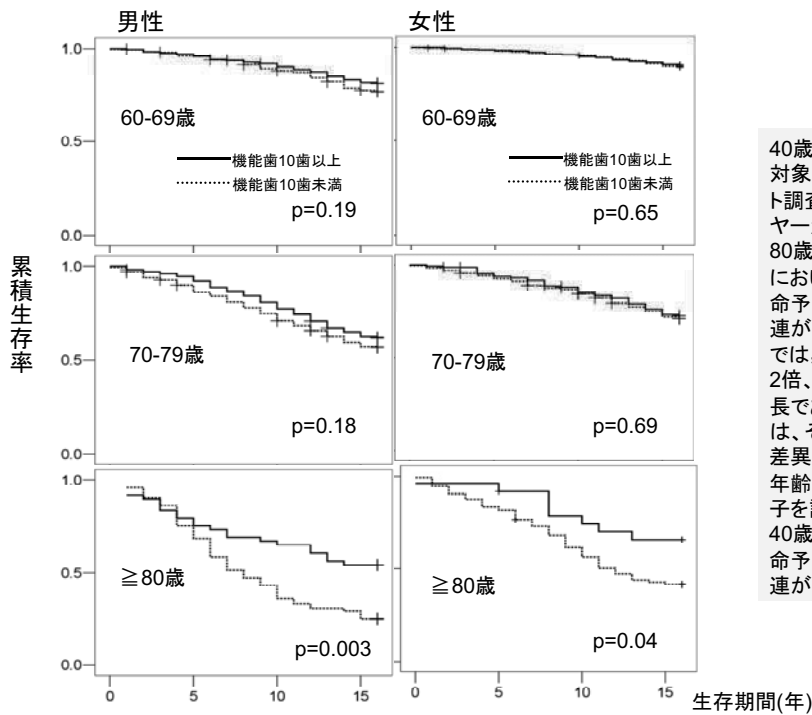 男性
女性
1.0
60-69歳
60-69歳
0.5
機能歯10歯以上
機能歯10歯未満
機能歯10歯以上
機能歯10歯未満
p=0.19
p=0.65
0.0
累積生存率
1.0
0.5
70-79歳
70-79歳
p=0.18
p=0.69
0.0
1.0
0.5
≧80歳
≧80歳
p=0.003
p=0.04
0.0
0
5
10
15
0
5
10
15
生存期間(年)
40歳
対象
ト調査
ヤー
80歳
におい
命予
連が
では
2倍、
長で
は、そ
差異
年齢
子を
40歳
命予
連が